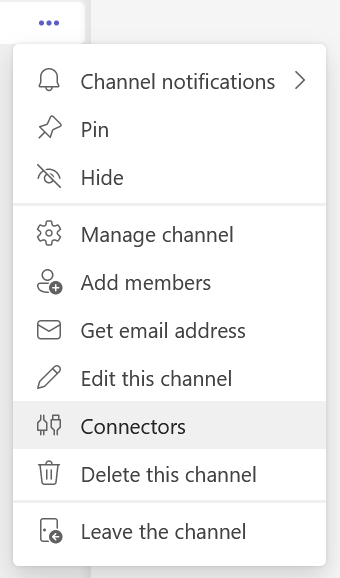 Channel notifications
Pin
Hide
Manage channel
Add members
Get email address
Edit this channel
Connectors
Delete this channel
Leave the channel